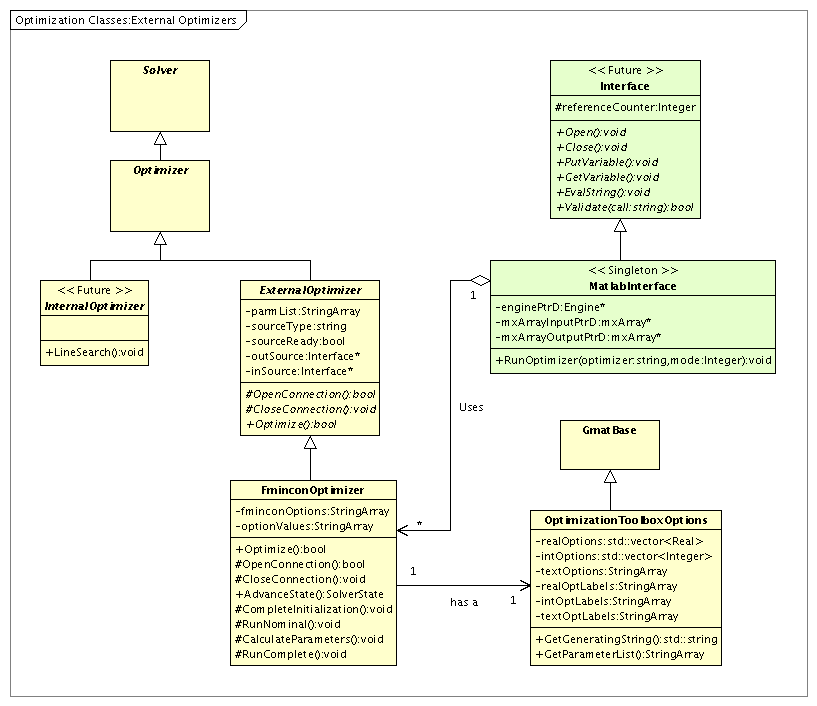 Optimization Classes:External Optimizers
Solver
Optimizer
<< Future >>
InternalOptimizer
+LineSearch():void
ExternalOptimizer
-parmList:StringArray
-sourceType:string
-sourceReady:bool
-outSource:Interface*
-inSource:Interface*
#OpenConnection():bool
#CloseConnection():void
+Optimize():bool
FminconOptimizer
-fminconOptions:StringArray
-optionValues:StringArray
+Optimize():bool
#OpenConnection():bool
#CloseConnection():void
+AdvanceState():SolverState
#CompleteInitialization():void
#RunNominal():void
#CalculateParameters():void
#RunComplete():void
<< Future >>
Interface
#referenceCounter:Integer
+Open():void
+Close():void
+PutVariable():void
+GetVariable():void
+EvalString():void
+Validate(call:string):bool
<< Singleton >>
MatlabInterface
-enginePtrD:Engine*
-mxArrayInputPtrD:mxArray*
-mxArrayOutputPtrD:mxArray*
+RunOptimizer(optimizer:string,mode:Integer):void
1
Uses
*
1
has a
1
GmatBase
OptimizationToolboxOptions
-realOptions:std::vector<Real>
-intOptions:std::vector<Integer>
-textOptions:StringArray
-realOptLabels:StringArray
-intOptLabels:StringArray
-textOptLabels:StringArray
+GetGeneratingString():std::string
+GetParameterList():StringArray